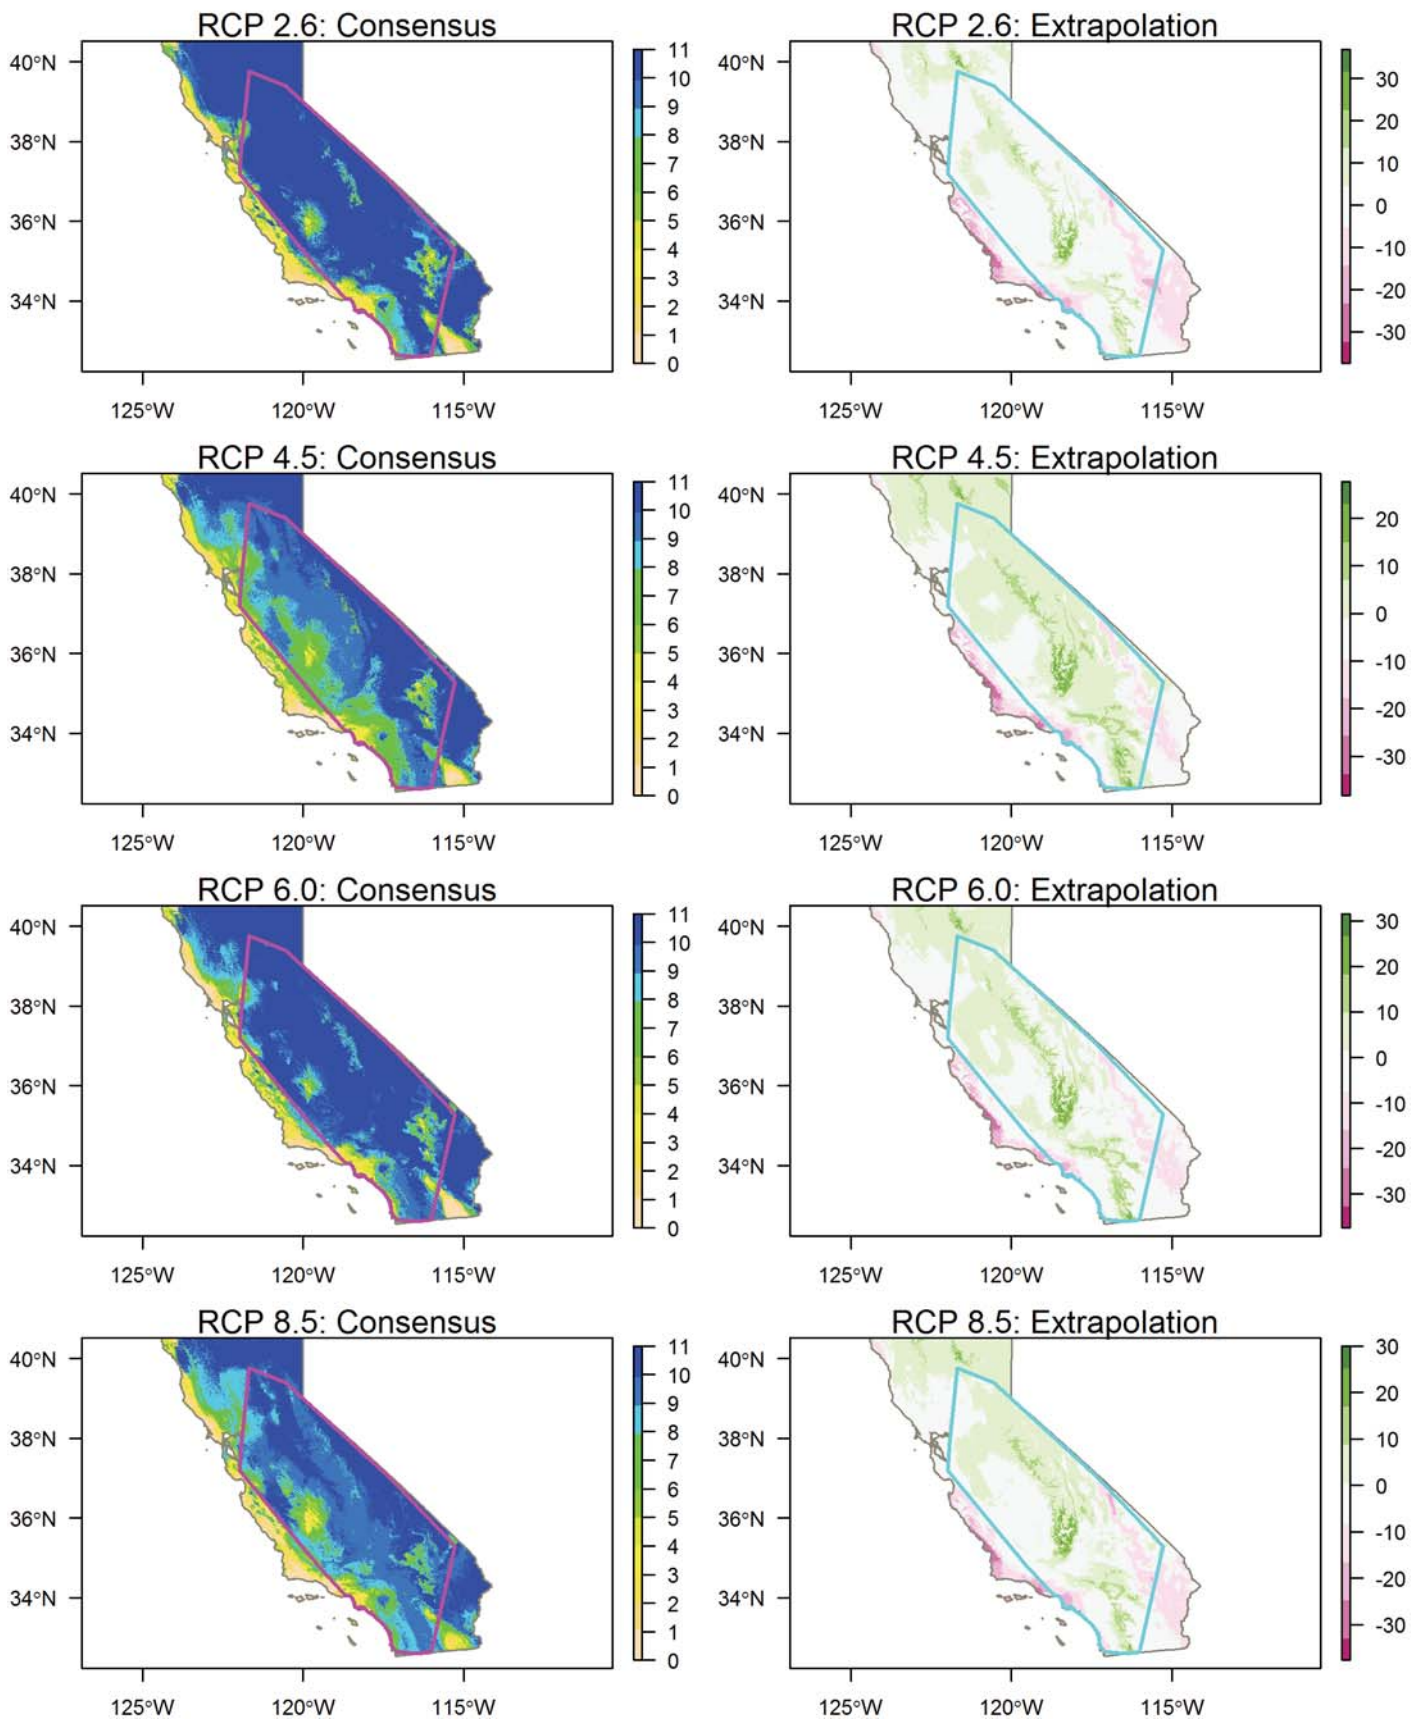 RCP 2.6: Consensus
40°N
38°N
36°N
34°N
125°W
120°W
115°W
11
10
9
8
7
6
5
4
3
2
1
0
RCP 2.6: Extrapolation
40°N
38°N
36°N
34°N
125°W
120°W
115°W
30
20
10
0
-10
-20
-30
RCP 4.5: Consensus
40°N
38°N
36°N
34°N
125°W
120°W
115°W
11
10
9
8
7
6
5
4
3
2
1
0
RCP 4.5: Extrapolation
40°N
38°N
36°N
34°N
125°W
120°W
115°W
20
10
0
-10
-20
-30
RCP 6.0: Consensus
40°N
38°N
36°N
34°N
125°W
120°W
115°W
11
10
9
8
7
6
5
4
3
2
1
0
RCP 6.0: Extrapolation
40°N
38°N
36°N
34°N
125°W
120°W
115°W
30
20
10
0
-10
-20
-30
RCP 8.5: Consensus
40°N
38°N
36°N
34°N
125°W
120°W
115°W
11
10
9
8
7
6
5
4
3
2
1
0
RCP 8.5: Extrapolation
40°N
38°N
36°N
34°N
125°W
120°W
115°W
30
20
10
0
-10
-20
-30